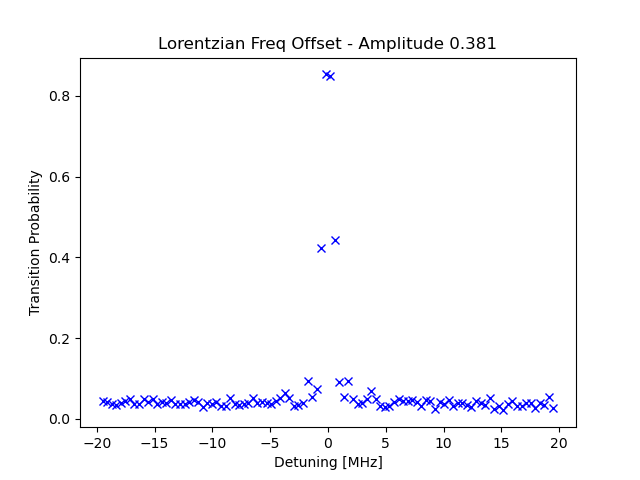 Lorentzian Freq Offset - Amplitude 0.381
Transition Probability
0.8
0.6
0.4
0.2
0.0
−20 −15 −10 −5 0 5 10 15 20
Detuning [MHz]